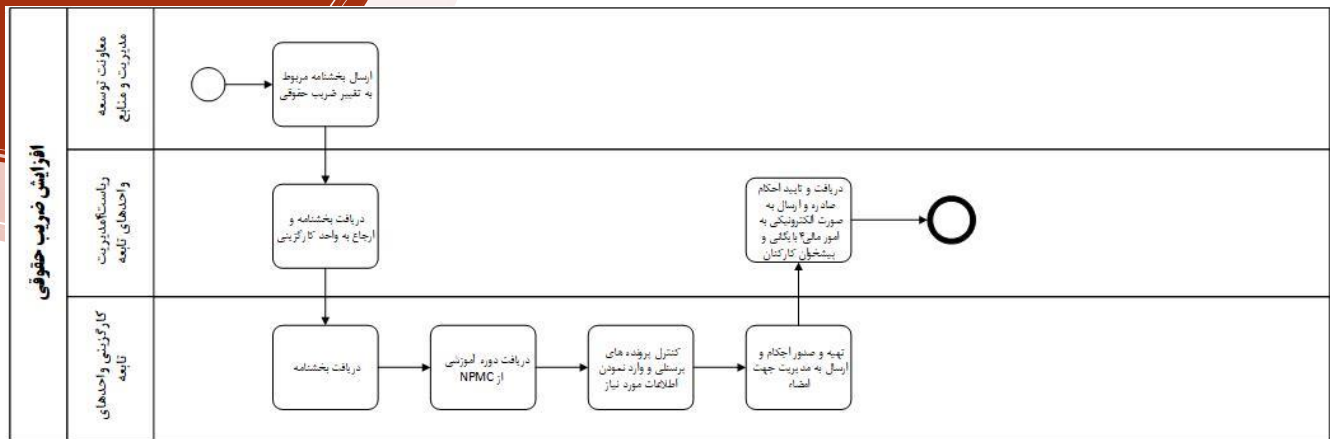 افزایش ضریب حقوقی
معاونت توسعه
مدیریت و منابع
ارسال بخشنامه مربوط
به تغییر ضریب حقوقی
ریاست/مدیریت
واحدهای تابعه
دریافت بخشنامه و
ارجاع به واحد کارگزینی
دریافت و تایید احکام
صادره و ارسال به
صورت الکترونیکی به
امور مالی۴ بایگانی و
پیشخوان کارکنان
کارگزینی واحدهای
تابعه
دریافت بخشنامه
دریافت دوره آموزشی
از NPMC
کنترل پرونده های
پرسنلی و وارد نمودن
اطلاعات مورد نیاز
تهیه و صدور احکام و
ارسال به مدیریت جهت
امضاء